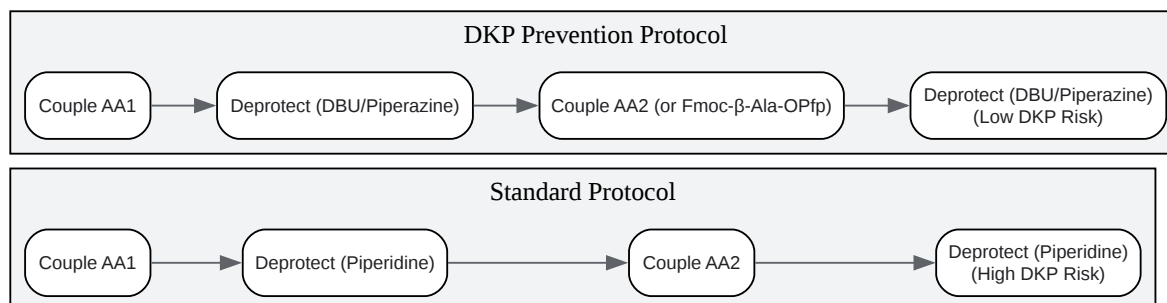 DKP Prevention Protocol
Couple AA1
Deprotect (DBU/Piperazine)
Couple AA2 (or Fmoc-β-Ala-OPfp)
Deprotect (DBU/Piperazine)
(Low DKP Risk)
Standard Protocol
Couple AA1
Deprotect (Piperidine)
Couple AA2
Deprotect (Piperidine)
(High DKP Risk)